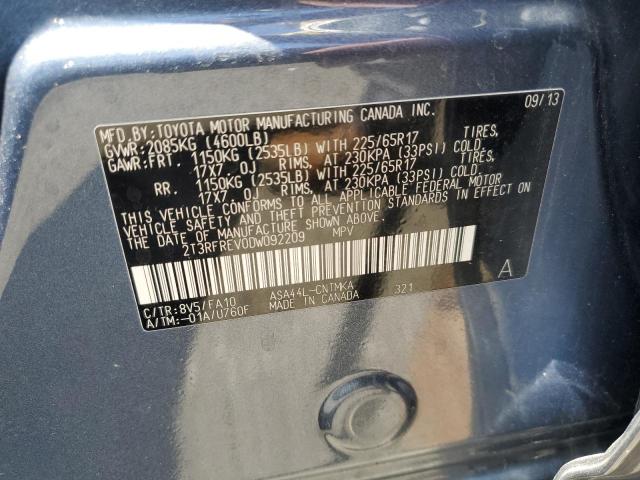 MFD.BY:TOYOTA MOTOR MANUFACTURING CANADA INC. 09/13
GVWR:2085KG (4600LB)
GAWR:FRT. 1150KG (2535LB) WITH 225/65R17 TIRES,
17X7.0J RIMS, AT 230KPA (33PSI) COLD.
RR. 1150KG (2535LB) WITH 225/65R17 TIRES,
17X7.0J RIMS, AT 230KPA (33PSI) COLD.
THIS VEHICLE CONFORMS TO ALL APPLICABLE FEDERAL MOTOR
VEHICLE SAFETY AND THEFT PREVENTION STANDARDS IN EFFECT ON
THE DATE OF MANUFACTURE SHOWN ABOVE.
2T3RFREV0DW092209 MPV
A
C/TR:8V5/FA10 ASA44L-CNTMKA 321
A/TM:-01A/U760F MADE IN CANADA